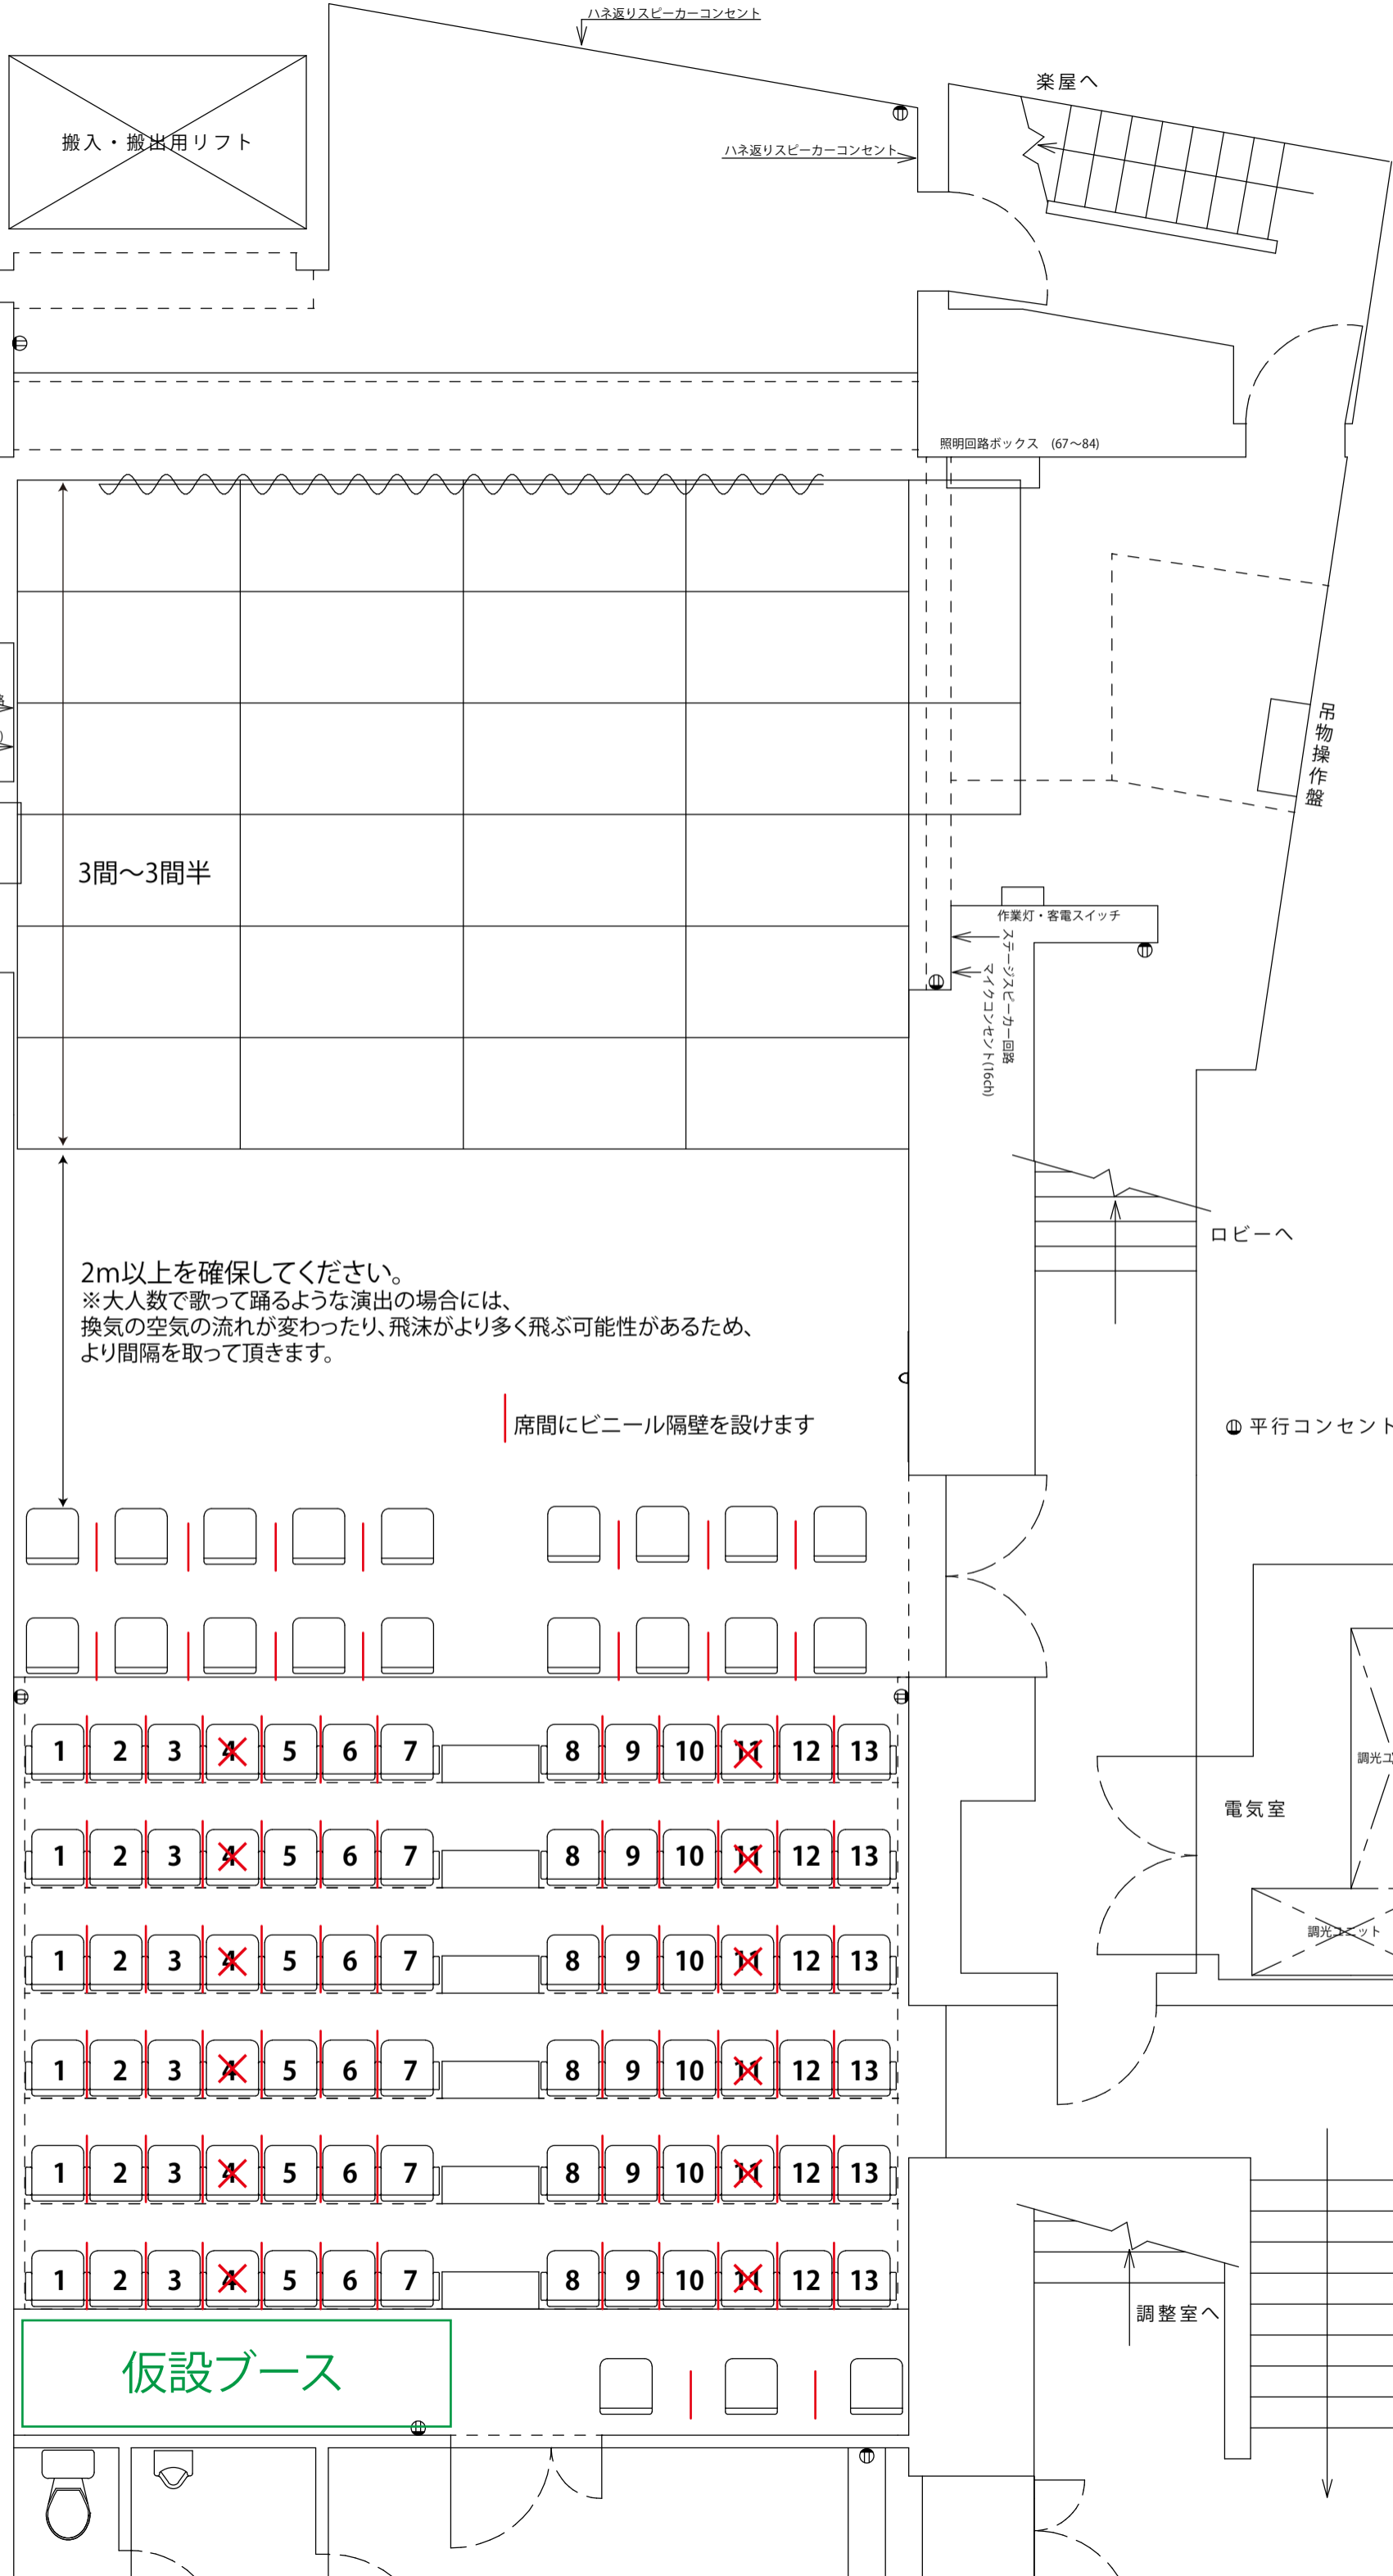 ハネ返りスピーカーコンセント
楽屋へ
搬入・搬出用リフト
ハネ返りスピーカーコンセント
照明回路ボックス (67～84)
吊物操作盤
3間～3間半
作業灯・客電スイッチ
ステージスピーカー回路
マイクコンセント(16ch)
ロビーへ
2m以上を確保してください。
※大人数で歌って踊るような演出の場合には、
換気の空気の流れが変わったり、飛沫がより多く飛ぶ可能性があるため、
より間隔を取って頂きます。
席間にビニール隔壁を設けます
平行コンセント
1 2 3 4 5 6 7 8 9 10 11 12 13
調光ユ
電気室
1 2 3 4 5 6 7 8 9 10 11 12 13
調光ユニット
1 2 3 4 5 6 7 8 9 10 11 12 13
1 2 3 4 5 6 7 8 9 10 11 12 13
1 2 3 4 5 6 7 8 9 10 11 12 13
1 2 3 4 5 6 7 8 9 10 11 12 13
調整室へ
仮設ブース